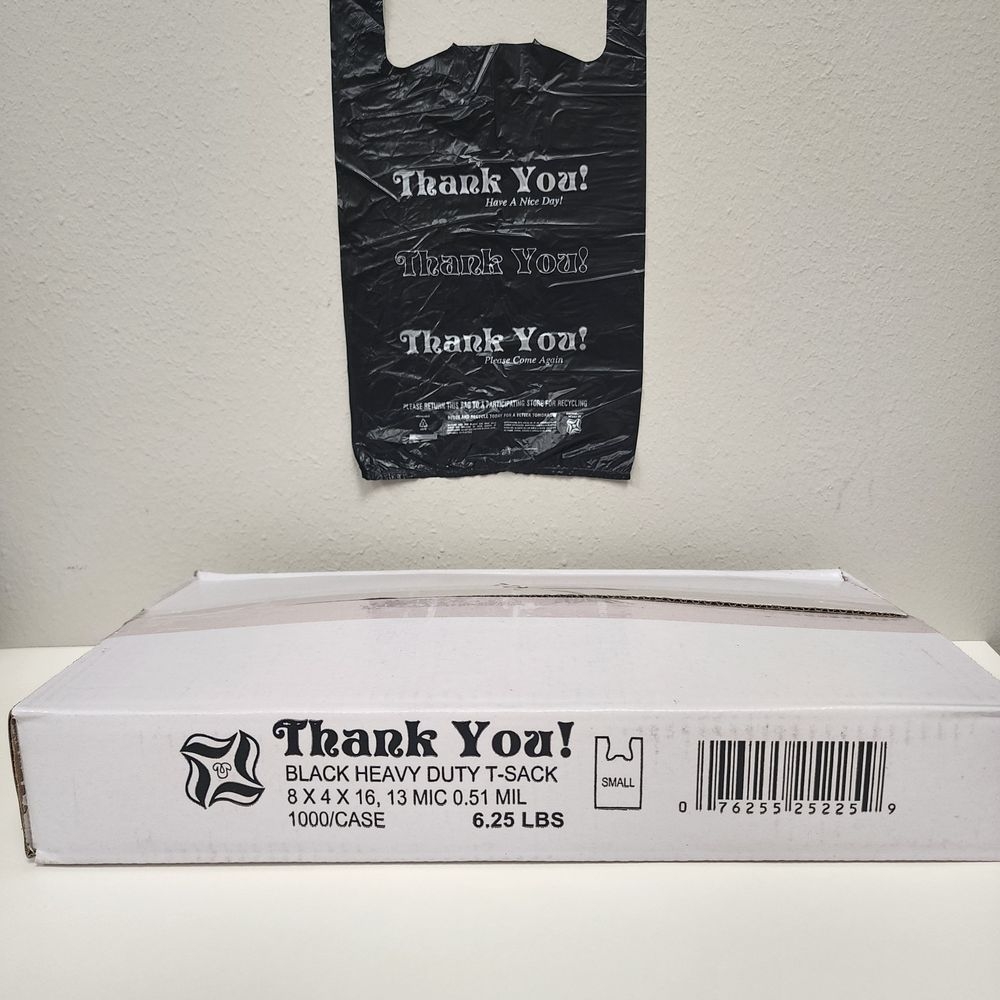 Thank You!
Have A Nice Day!
Thank You!
Thank You!
Please Come Again
PLEASE RETURN THIS BAG TO A PARTICIPATING STORE FOR RECYCLING
Thank You!
BLACK HEAVY DUTY T-SACK
8 X 4 X 16, 13 MIC 0.51 MIL
1000/CASE 6.25 LBS
SMALL
0 76255 25225 9